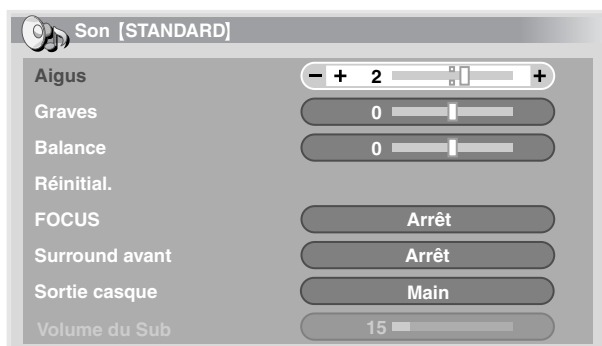 Son [STANDARD]
Aigus - + 2 +
Graves 0
Balance 0
Réinitial.
FOCUS Arrêt
Surround avant Arrêt
Sortie casque Main
Volume du Sub 15